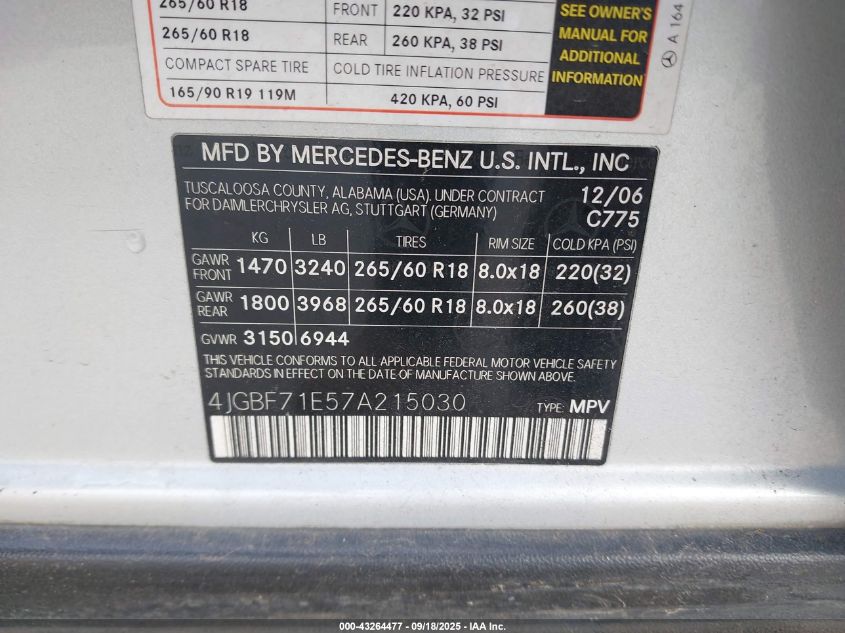 265/60 R18 FRONT 220 KPA, 32 PSI
265/60 R18 REAR 260 KPA, 38 PSI
COMPACT SPARE TIRE COLD TIRE INFLATION PRESSURE
165/90 R19 119M 420 KPA, 60 PSI
SEE OWNER'S
MANUAL FOR
ADDITIONAL
INFORMATION
A 164
MFD BY MERCEDES-BENZ U.S. INTL., INC
TUSCALOOSA COUNTY, ALABAMA (USA). UNDER CONTRACT 12/06
FOR DAIMLERCHRYSLER AG, STUTTGART (GERMANY) C775
KG LB TIRES RIM SIZE COLD KPA (PSI)
GAWR FRONT 1470 3240 265/60 R18 8.0x18 220(32)
GAWR REAR 1800 3968 265/60 R18 8.0x18 260(38)
GVWR 3150 6944
THIS VEHICLE CONFORMS TO ALL APPLICABLE FEDERAL MOTOR VEHICLE SAFETY
STANDARDS IN EFFECT ON THE DATE OF MANUFACTURE SHOWN ABOVE.
4JGBF71E57A215030 TYPE: MPV
000-43264477 - 09/18/2025 - IAA Inc.